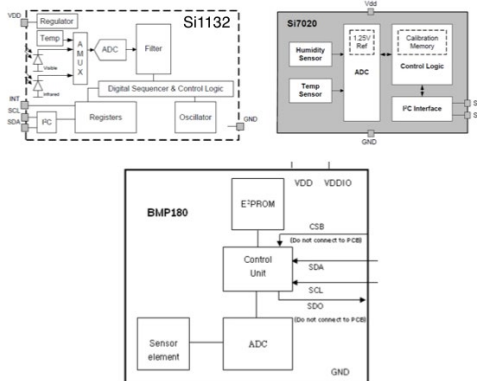 Si1132
VDD
Regulator
Temp
Visible
Infrared
A
M
U
X
ADC
Filter
Digital Sequencer & Control Logic
INT
SCL
SDA
I²C
Registers
Oscillator
GND
Vdd
Si7020
Humidity
Sensor
Temp
Sensor
1.25V
Ref
ADC
Calibration
Memory
Control Logic
I²C Interface
S
S
GND
VDD VDDIO
BMP180
E²PROM
CSB
(Do not connect to PCB)
Control
Unit
SDA
SCL
SDO
(Do not connect to PCB)
Sensor
element
ADC
GND